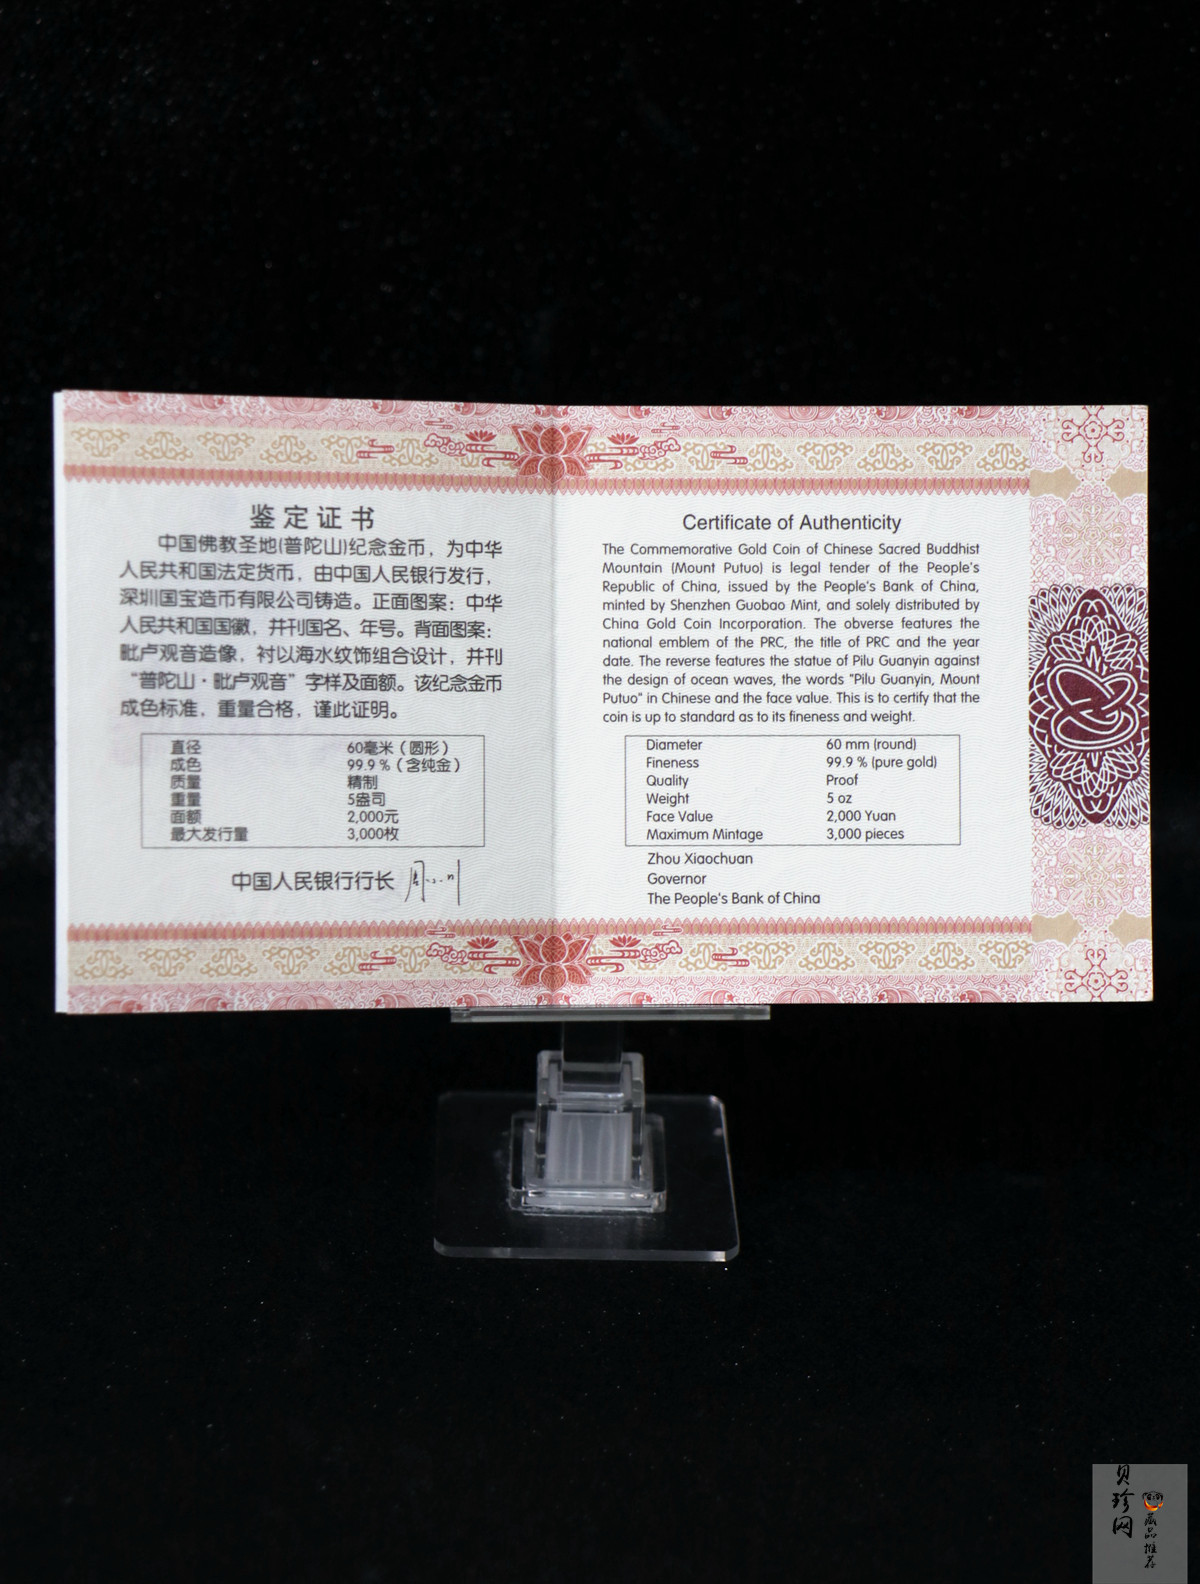 鉴定证书
中国佛教圣地(普陀山)纪念金币，为中华
人民共和国法定货币，由中国人民银行发行，
深圳国宝造币有限公司铸造。正面图案：中华
人民共和国国徽，并刊国名、年号。背面图案：
毗卢观音造像，衬以海水纹饰组合设计，并刊
“普陀山·毗卢观音”字样及面额。该纪念金币
成色标准，重量合格，谨此证明。
直径 60毫米（圆形）
成色 99.9%（含纯金）
质量 精制
重量 5盎司
面额 2,000元
最大发行量 3,000枚
中国人民银行行长
Certificate of Authenticity
The Commemorative Gold Coin of Chinese Sacred Buddhist
Mountain (Mount Putuo) is legal tender of the People's
Republic of China, issued by the People's Bank of China,
minted by Shenzhen Guobao Mint, and solely distributed by
China Gold Coin Incorporation. The obverse features the
national emblem of the PRC, the title of PRC and the year
date. The reverse features the statue of Pilu Guanyin against
the design of ocean waves, the words "Pilu Guanyin, Mount
Putuo" in Chinese and the face value. This is to certify that the
coin is up to standard as to its fineness and weight.
Diameter 60 mm (round)
Fineness 99.9 % (pure gold)
Quality Proof
Weight 5 oz
Face Value 2,000 Yuan
Maximum Mintage 3,000 pieces
Zhou Xiaochuan
Governor
The People's Bank of China
贝珍网
藏品推荐